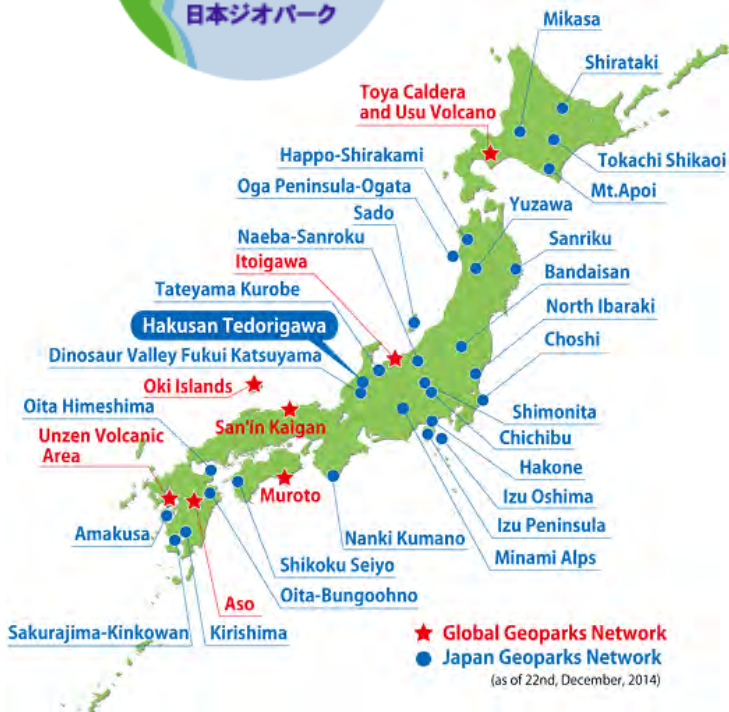 日本ジオパーク
Mikasa
Shirataki
Toya Caldera
and Usu Volcano
Happo-Shirakami
Tokachi Shikaoi
Oga Peninsula-Ogata
Mt.Apoi
Sado
Yuzawa
Naeba-Sanroku
Sanriku
Itoigawa
Bandaisan
Tateyama Kurobe
North Ibaraki
Hakusan Tedorigawa
Choshi
Dinosaur Valley Fukui Katsuyama
Oki Islands
Oita Himeshima
Shimonita
San'in Kaigan
Unzen Volcanic
Area
Chichibu
Hakone
Muroto
Izu Oshima
Izu Peninsula
Amakusa
Nanki Kumano
Minami Alps
Shikoku Seiyo
Oita-Bungoohno
Aso
Sakurajima-Kinkowan
Kirishima
Global Geoparks Network
Japan Geoparks Network
(as of 22nd, December, 2014)